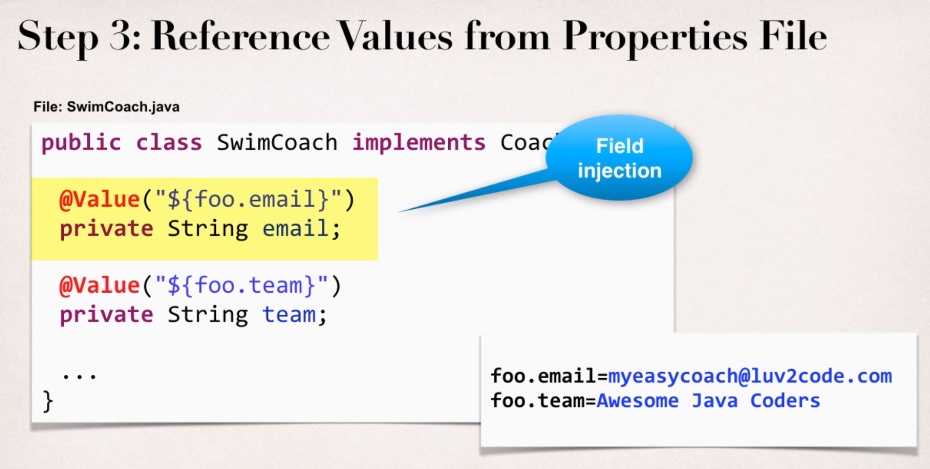 Step 3: Reference Values from Properties File
File: SwimCoach.java
public class SwimCoach implements Coac
Field
injection
@Value("${foo.email}")
private String email;
@Value("${foo.team}")
private String team;
...
}
foo.email=myeasycoach@luv2code.com
foo.team=Awesome Java Coders